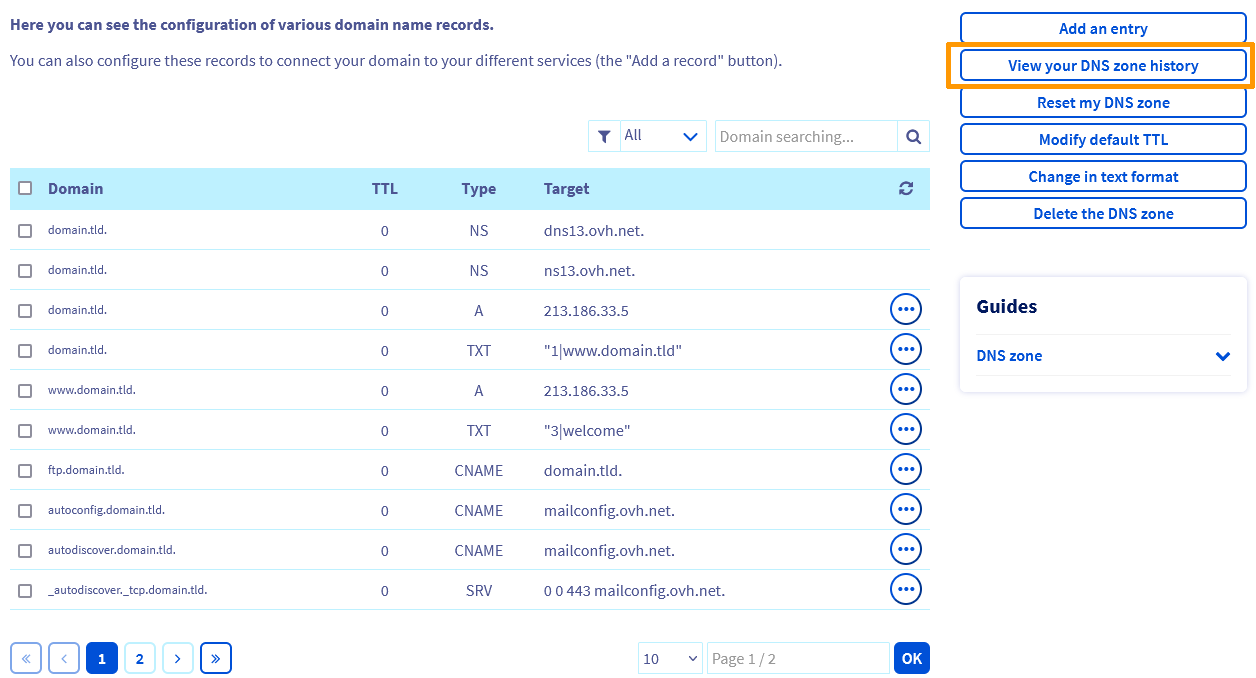 Here you can see the configuration of various domain name records.
You can also configure these records to connect your domain to your different services (the "Add a record" button).
All
Domain searching...
Domain TTL Type Target
domain.tld. 0 NS dns13.ovh.net.
domain.tld. 0 NS ns13.ovh.net.
domain.tld. 0 A 213.186.33.5
domain.tld. 0 TXT "1|www.domain.tld"
www.domain.tld. 0 A 213.186.33.5
www.domain.tld. 0 TXT "3|welcome"
ftp.domain.tld. 0 CNAME domain.tld.
autoconfig.domain.tld. 0 CNAME mailconfig.ovh.net.
autodiscover.domain.tld. 0 CNAME mailconfig.ovh.net.
_autodiscover._tcp.domain.tld. 0 SRV 0 0 443 mailconfig.ovh.net.
« ‹ 1 2 › » 10 Page 1 / 2 OK
Add an entry
View your DNS zone history
Reset my DNS zone
Modify default TTL
Change in text format
Delete the DNS zone
Guides
DNS zone